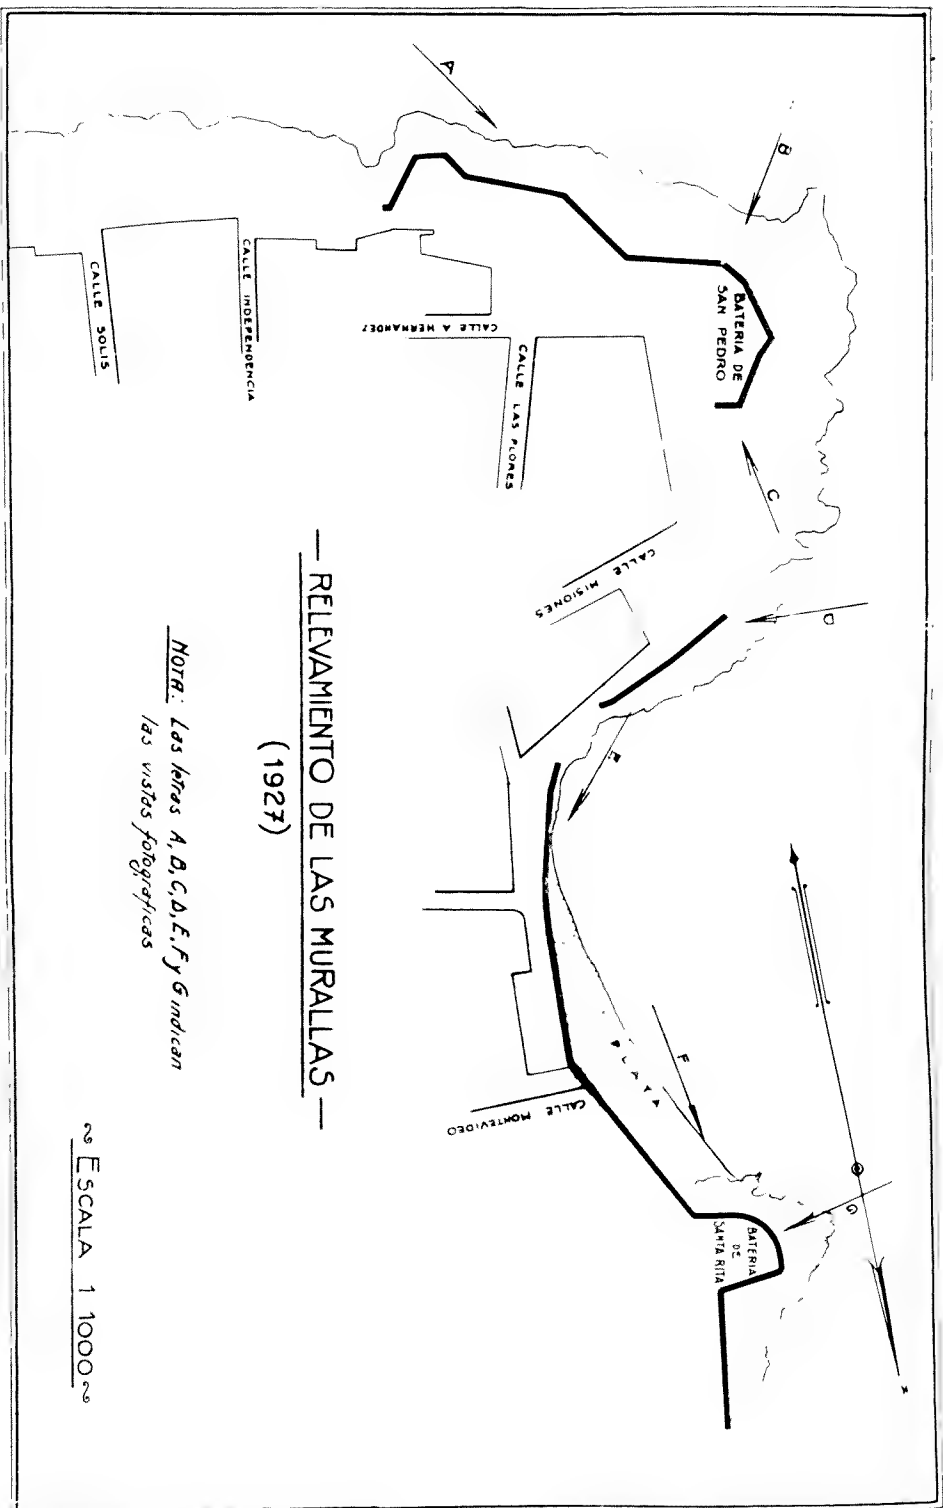 — RELEVAMIENTO DE LAS MURALLAS —
(1927)
NOTA: Las letras A, B, C, D, E, F y G indican
las vistas fotográficas
~ ESCALA 1 1000 ~
CALLE SOLIS
CALLE INDEPENDENCIA
CALLE A HERNANDEZ
CALLE LAS FLORES
BATERIA DE
SAN PEDRO
CALLE MISIONES
CALLE MONTEVIDEO
PLAYA
BATERIA
DE
SANTA RITA
A
B
C
D
E
F
G
N